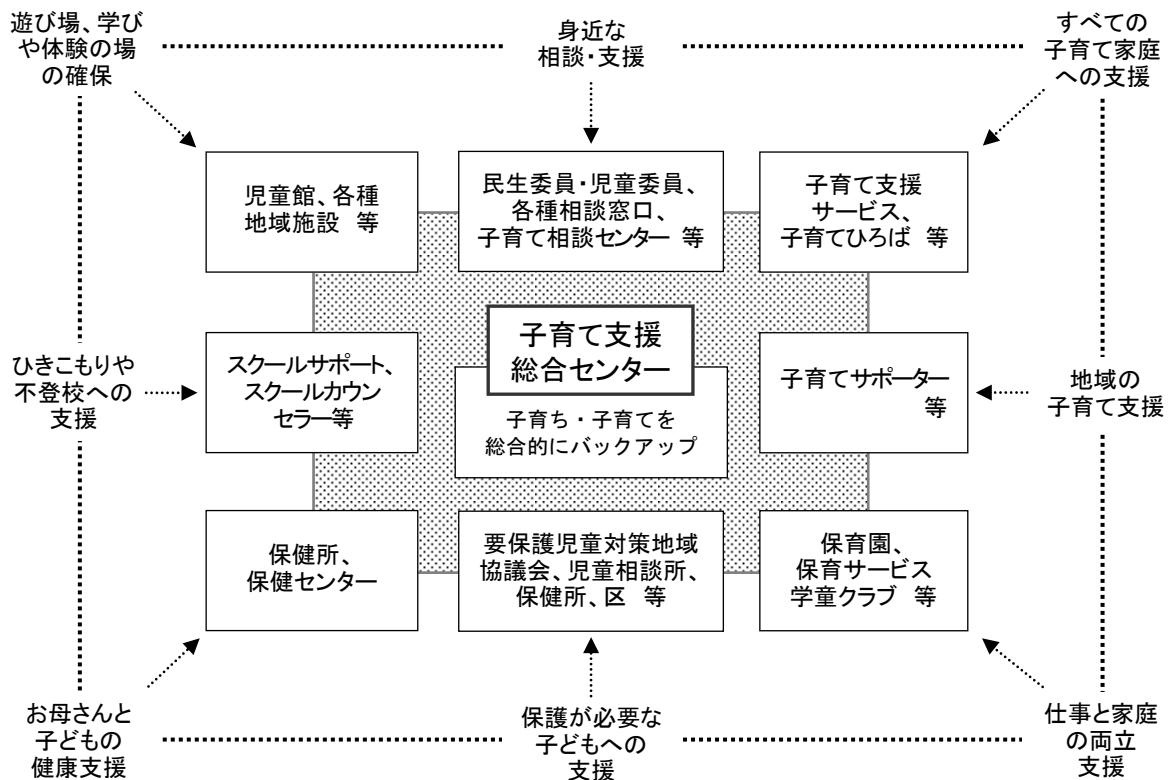 遊び場、学び
や体験の場
の確保
身近な
相談・支援
すべての
子育て家庭
への支援
児童館、各種
地域施設 等
民生委員・児童委員、
各種相談窓口、
子育て相談センター 等
子育て支援
サービス、
子育てひろば 等
ひきこもりや
不登校への
支援
スクールサポート、
スクールカウン
セラー等
子育て支援
総合センター
子育ち・子育てを
総合的にバックアップ
子育てサポーター
等
地域の
子育て支援
保健所、
保健センター
要保護児童対策地域
協議会、児童相談所、
保健所、区 等
保育園、
保育サービス
学童クラブ 等
お母さんと
子どもの
健康支援
保護が必要な
子どもへの
支援
仕事と家庭
の両立
支援